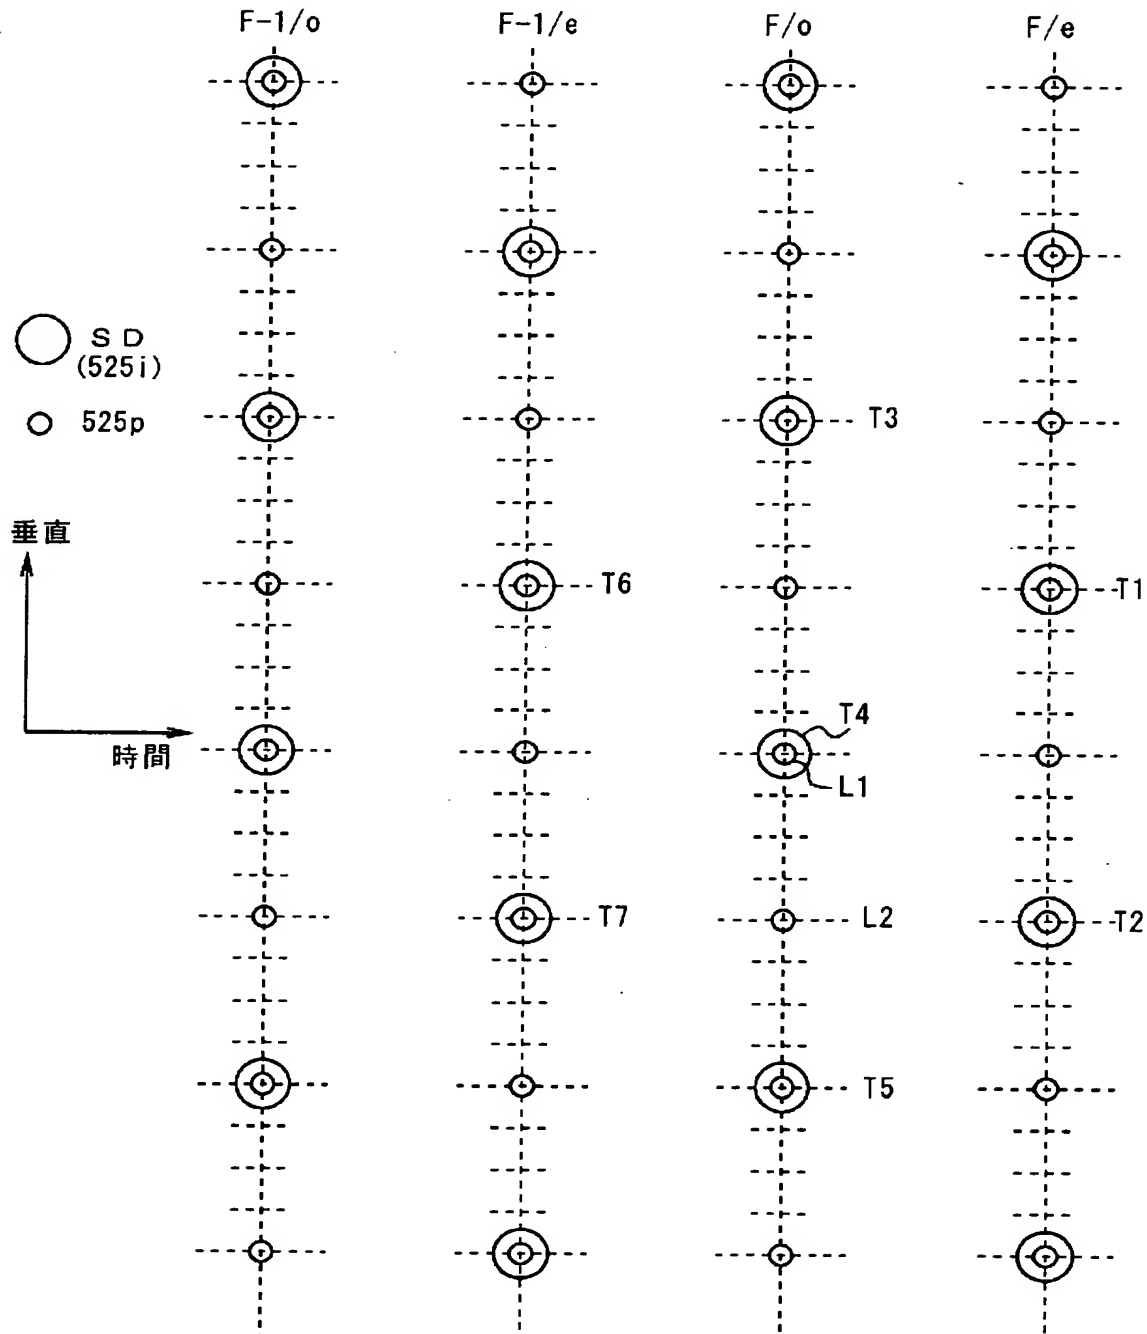 F-1/o F-1/e F/o F/e
SD
(525i)
525p
T3
垂直
T6 T1
時間
T4
L1
T7 L2 T2
T5